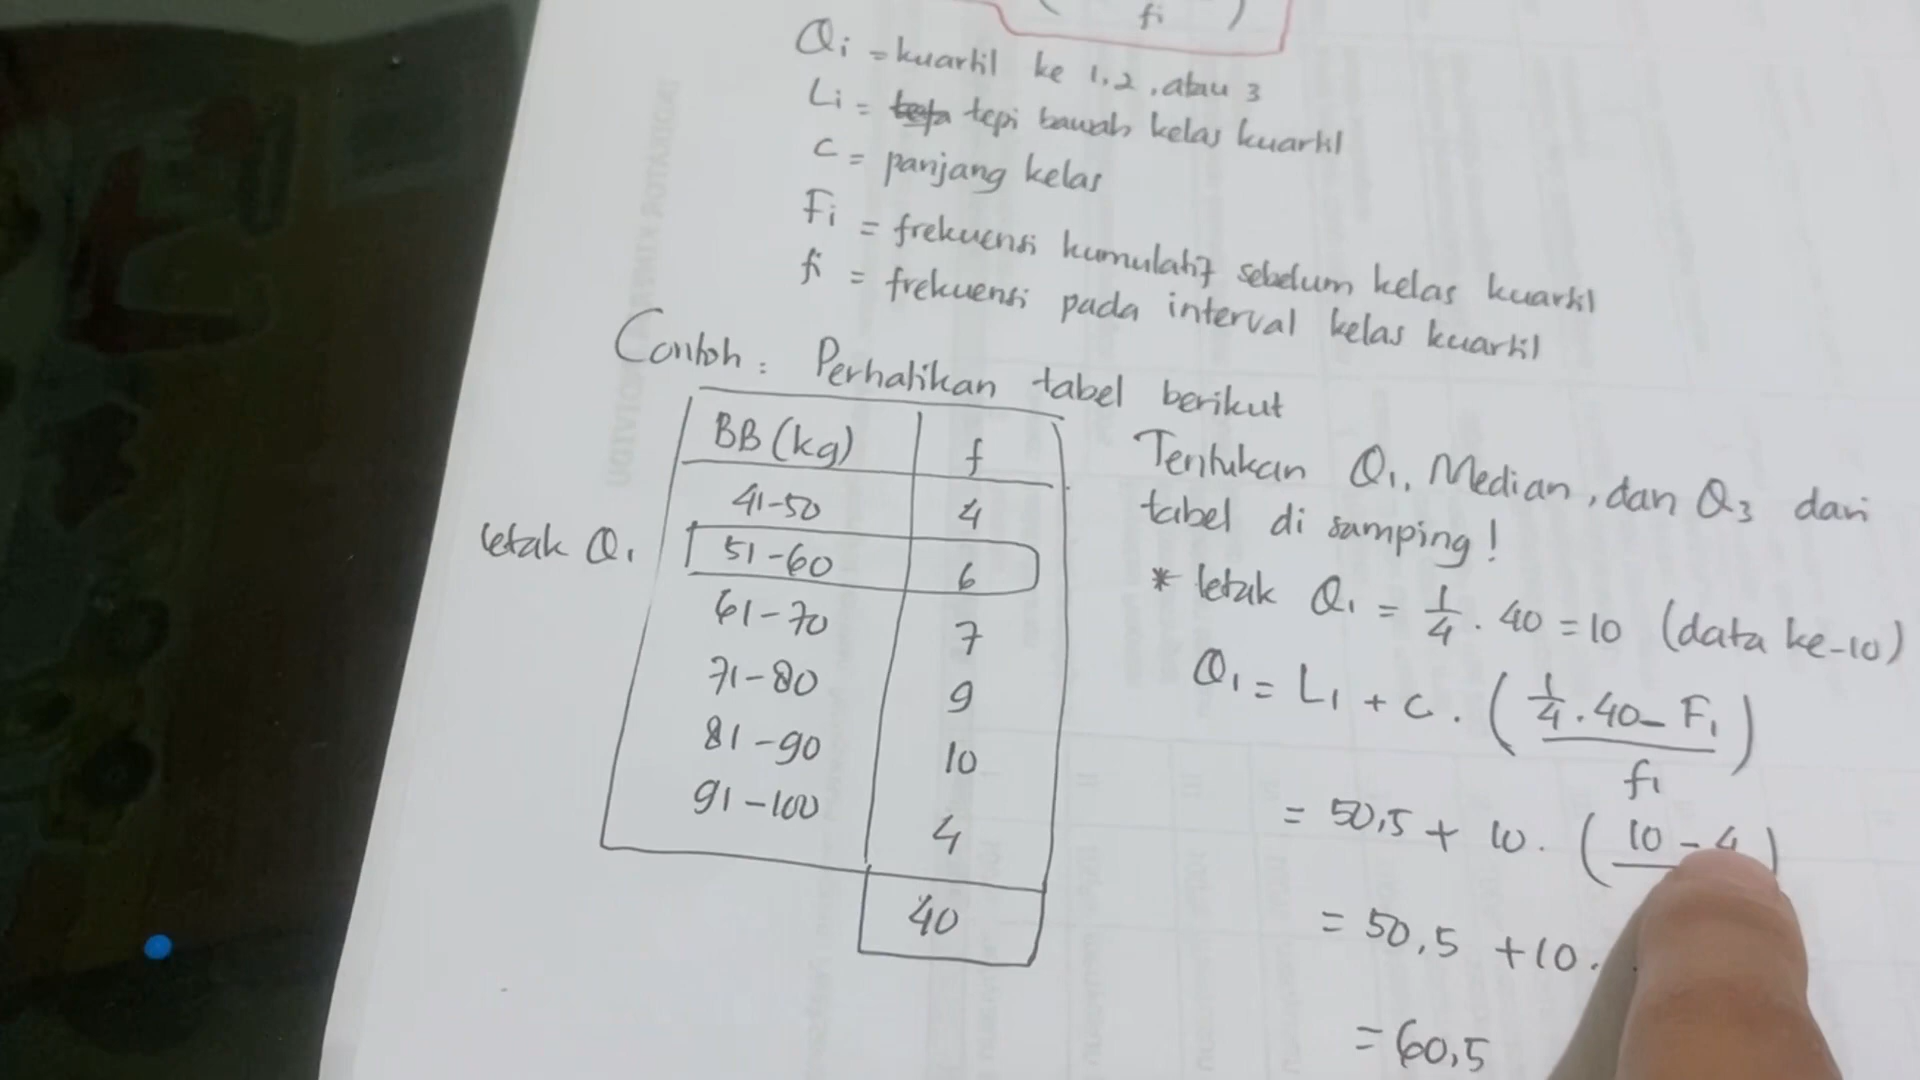 fi
Qi = kuartil ke 1,2, atau 3
Li = tepi bawah kelas kuartil
c = panjang kelas
Fi = frekuensi kumulatif sebelum kelas kuartil
fi = frekuensi pada interval kelas kuartil
Contoh : Perhatikan tabel berikut
BB (kg) f
41-50 4
letak Q1 51-60 6
61-70 7
71-80 9
81-90 10
91-100 4
40
Tentukan Q1, Median, dan Q3 dari
tabel di samping!
* letak Q1 = 1/4 . 40 = 10 (data ke-10)
Q1 = L1 + c . ( 1/4 . 40 - F1 )
f1
= 50,5 + 10 . ( 10 - 4 )
= 50,5 + 10 .
= 60,5